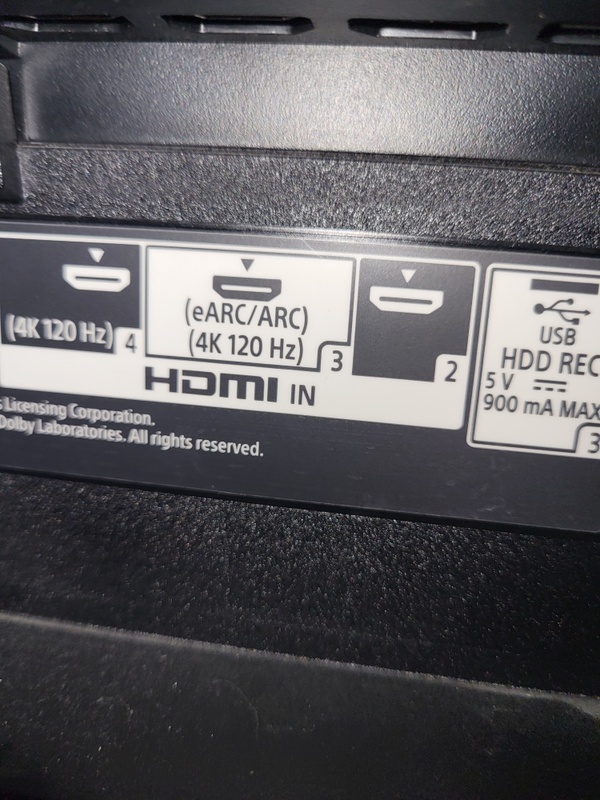 (4K 120 Hz) 4
(eARC/ARC)
(4K 120 Hz) 3
2
HDMI IN
USB
HDD REC
5 V
900 mA MAX
3
s Licensing Corporation.
Dolby Laboratories. All rights reserved.